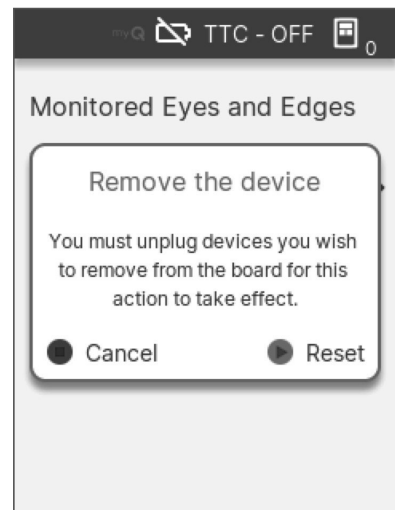 myQ TTC - OFF 0
Monitored Eyes and Edges
Remove the device
You must unplug devices you wish
to remove from the board for this
action to take effect.
Cancel Reset